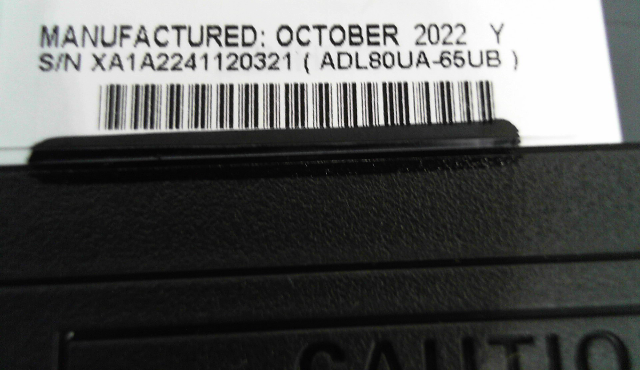 MANUFACTURED: OCTOBER 2022 Y
S/N XA1A2241120321 ( ADL80UA-65UB )